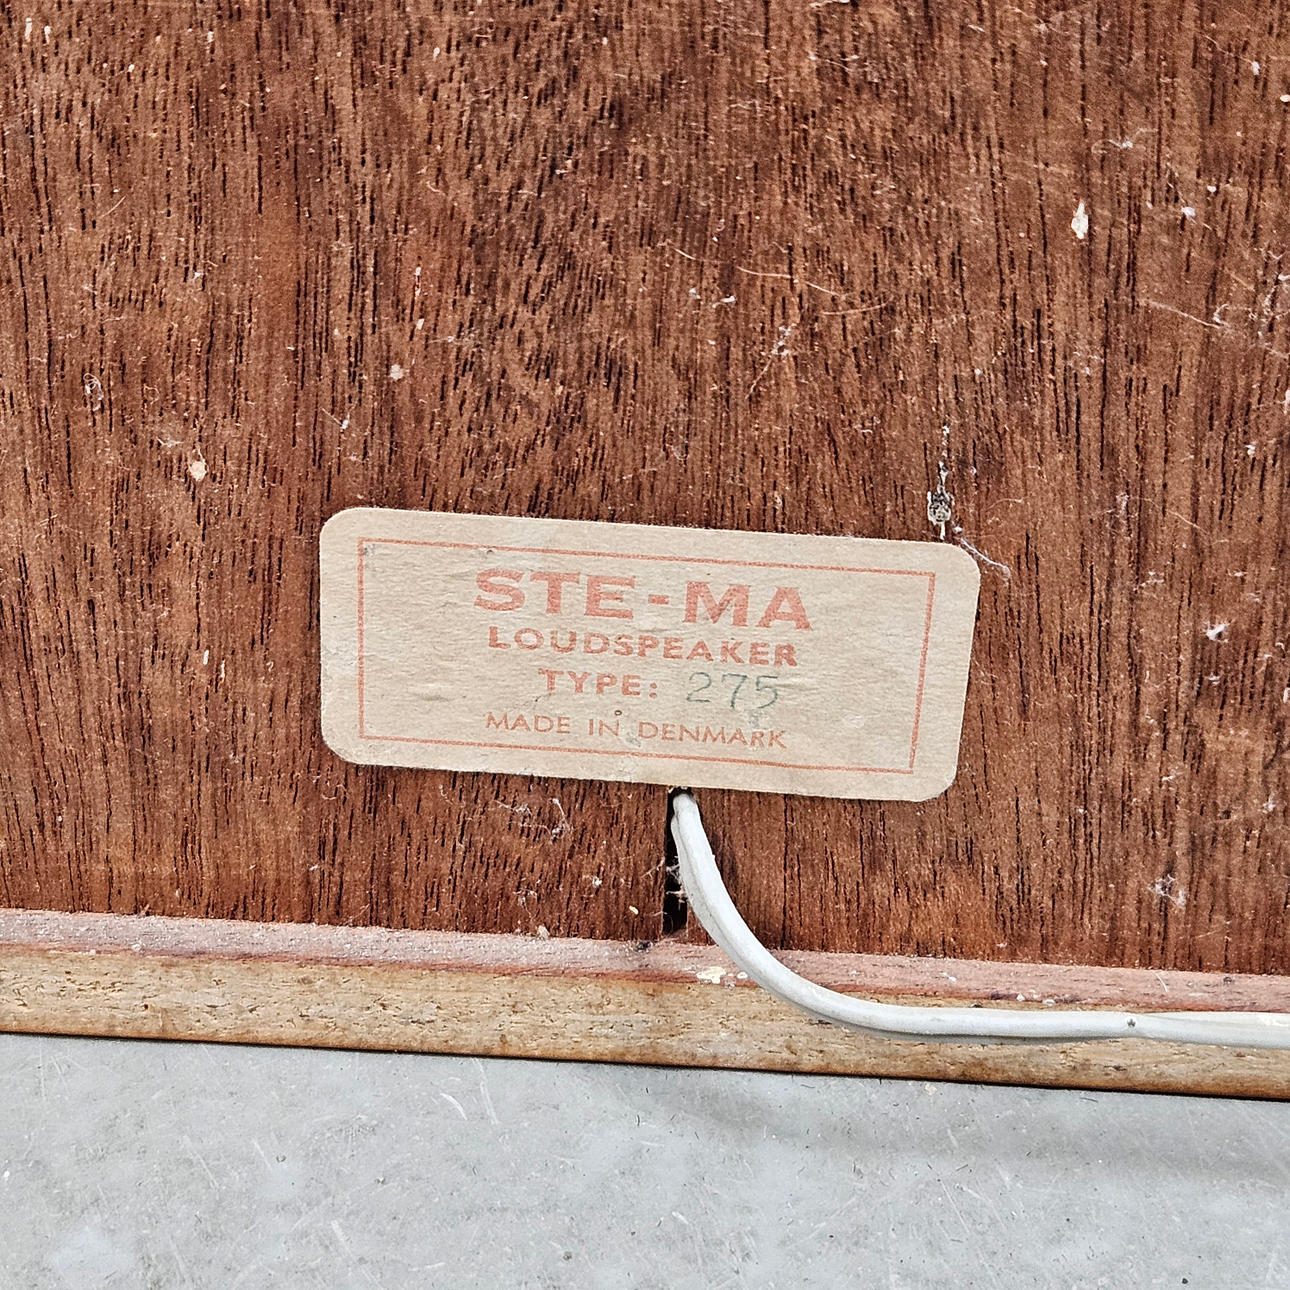 STE-MA
LOUDSPEAKER
TYPE: 275
MADE IN DENMARK